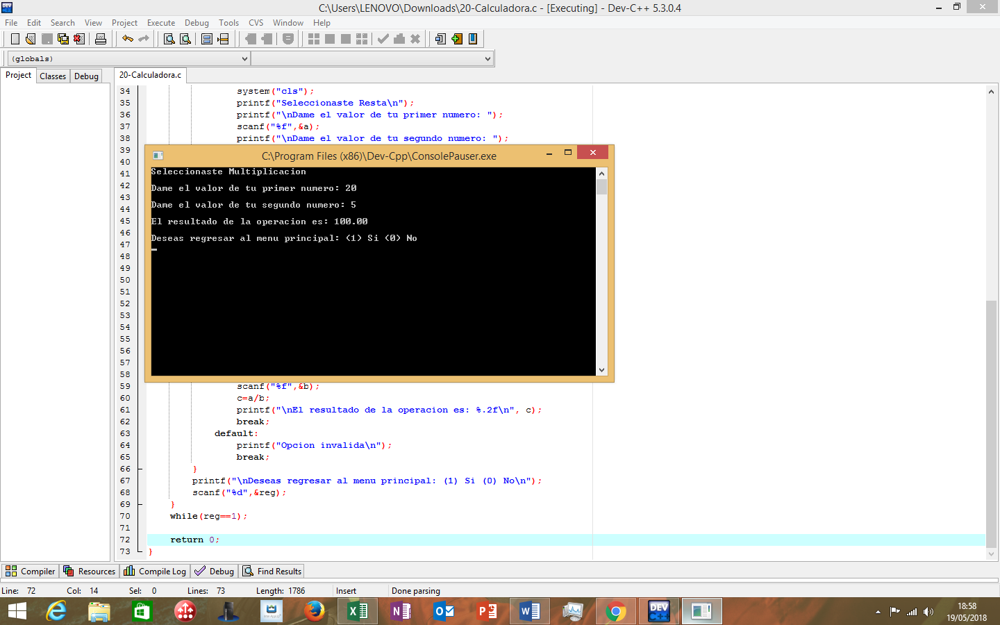 C:\Users\LENOVO\Downloads\20-Calculadora.c - [Executing] - Dev-C++ 5.3.0.4
File Edit Search View Project Execute Debug Tools CVS Window Help
(globals)
Project Classes Debug
20-Calculadora.c
34 system("cls");
35 printf("Seleccionaste Resta\n");
36 printf("\nDame el valor de tu primer numero: ");
37 scanf("%f",&a);
38 printf("\nDame el valor de tu segundo numero: ");
39
40
41
42
43
44
45
46
47
48
49
50
51
52
53
54
55
56
57
58
C:\Program Files (x86)\Dev-Cpp\ConsolePauser.exe
Seleccionaste Multiplicacion
Dame el valor de tu primer numero: 20
Dame el valor de tu segundo numero: 5
El resultado de la operacion es: 100.00
Deseas regresar al menu principal: (1) Si (0) No
59 scanf("%f",&b);
60 c=a/b;
61 printf("\nEl resultado de la operacion es: %.2f\n", c);
62 break;
63 default:
64 printf("Opcion invalida\n");
65 break;
66 }
67 printf("\nDeseas regresar al menu principal: (1) Si (0) No\n");
68 scanf("%d",&reg);
69 }
70 while(reg==1);
71
72 return 0;
73 }
Compiler Resources Compile Log Debug Find Results
Line: 72 Col: 14 Sel: 0 Lines: 73 Length: 1786 Insert Done parsing
DEV C++
18:58
19/05/2018